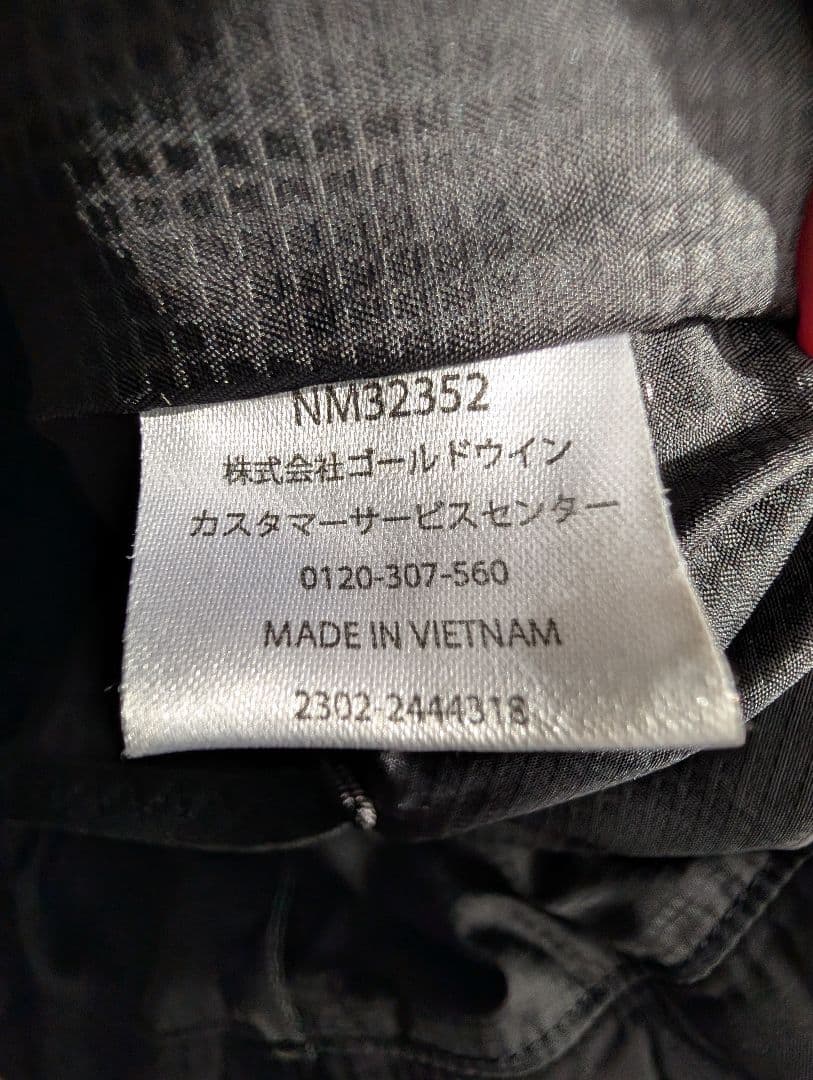 NM32352
株式会社ゴールドウイン
カスタマーサービスセンター
0120-307-560
MADE IN VIETNAM
2302-2444318